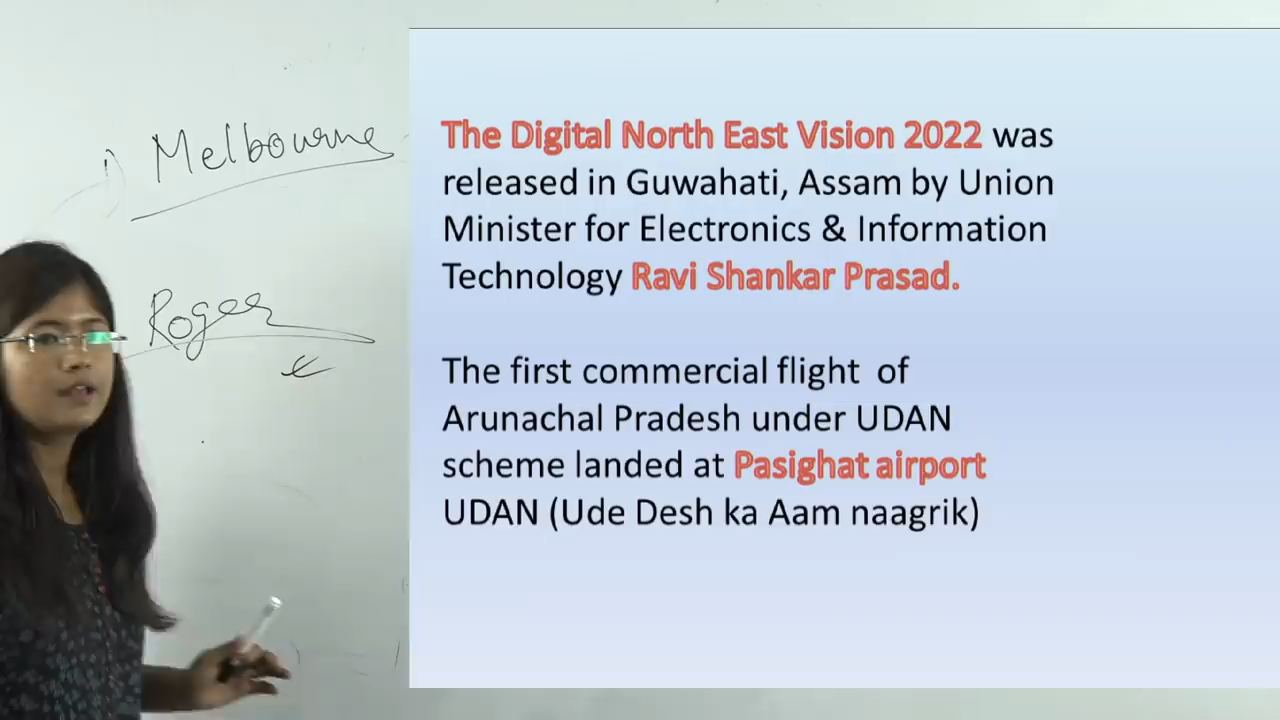 1) Melbourne
Roger
The Digital North East Vision 2022 was
released in Guwahati, Assam by Union
Minister for Electronics & Information
Technology Ravi Shankar Prasad.
The first commercial flight of
Arunachal Pradesh under UDAN
scheme landed at Pasighat airport
UDAN (Ude Desh ka Aam naagrik)